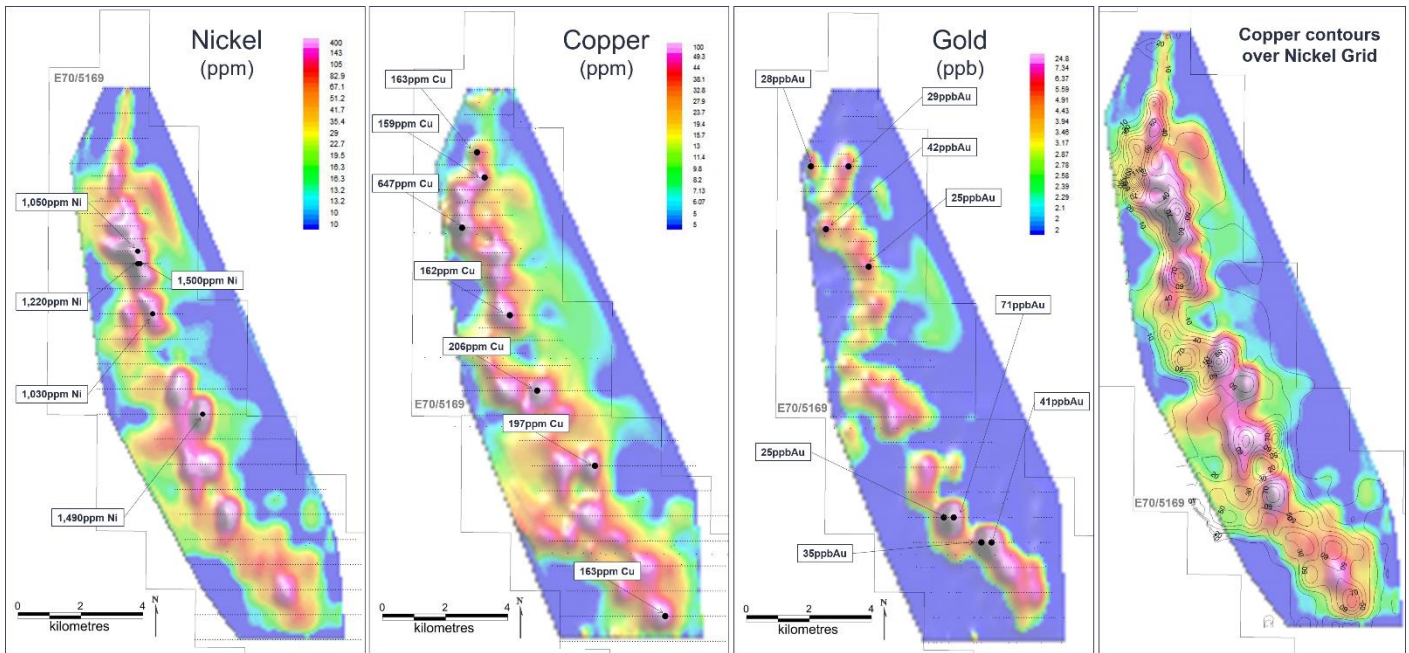 Nickel
(ppm)
E70/5169
400
143
105
82.9
67.1
51.2
41.7
35.4
29
22.7
19.5
16.3
13.2
10
10
1,050ppm Ni
1,500ppm Ni
1,220ppm Ni
1,030ppm Ni
1,490ppm Ni
0 2 4
kilometres
N
Copper
(ppm)
100
49.3
44
38.1
32.8
23.7
19.4
15.7
13
11.4
9.8
8.2
7.13
6.07
5
5
163ppm Cu
159ppm Cu
647ppm Cu
162ppm Cu
206ppm Cu
E70/5169
197ppm Cu
163ppm Cu
0 2 4
kilometres
N
Gold
(ppb)
24.8
7.34
6.37
5.59
4.91
4.43
3.94
3.46
3.17
2.98
2.78
2.58
2.39
2.1
2
2
28ppbAu
29ppbAu
42ppbAu
25ppbAu
71ppbAu
E70/5169
41ppbAu
25ppbAu
35ppbAu
0 2 4
kilometres
N
Copper contours
over Nickel Grid
E70/5169